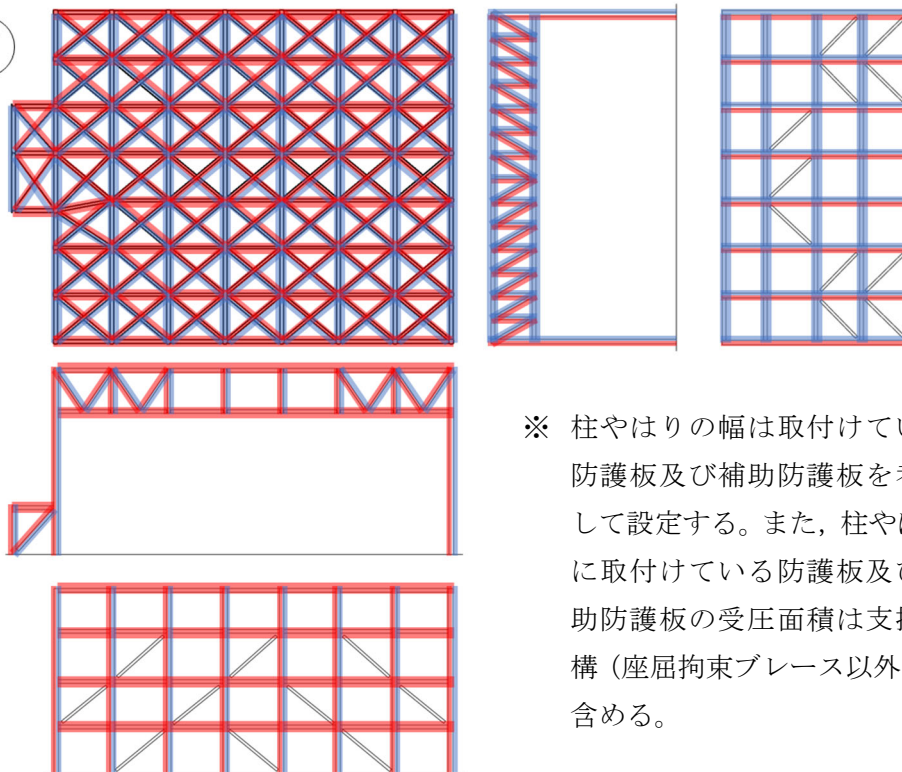 ※ 柱やはりの幅は取付けてい
防護板及び補助防護板を
して設定する。また，柱や
に取付けている防護板及
助防護板の受圧面積は支
構（座屈拘束ブレース以外
含める。